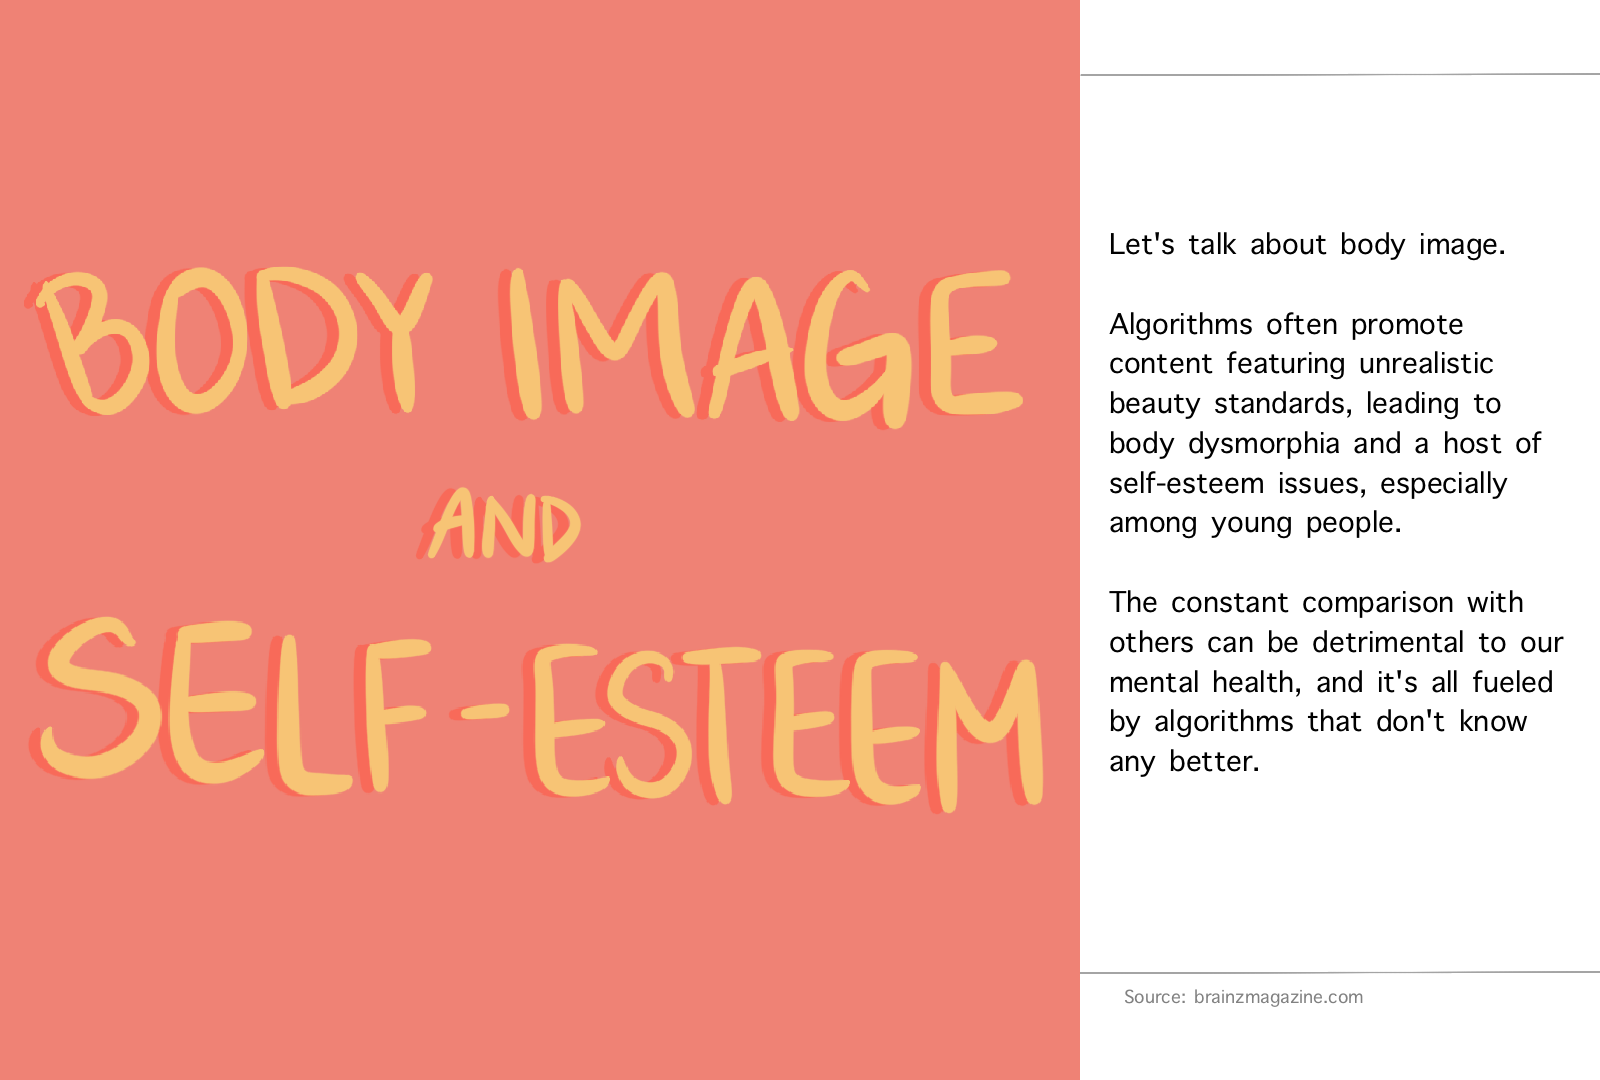 BODY IMAGE
AND
SELF-ESTEEM
Let's talk about body image.
Algorithms often promote
content featuring unrealistic
beauty standards, leading to
body dysmorphia and a host of
self-esteem issues, especially
among young people.
The constant comparison with
others can be detrimental to our
mental health, and it's all fueled
by algorithms that don't know
any better.
Source: brainzmagazine.com